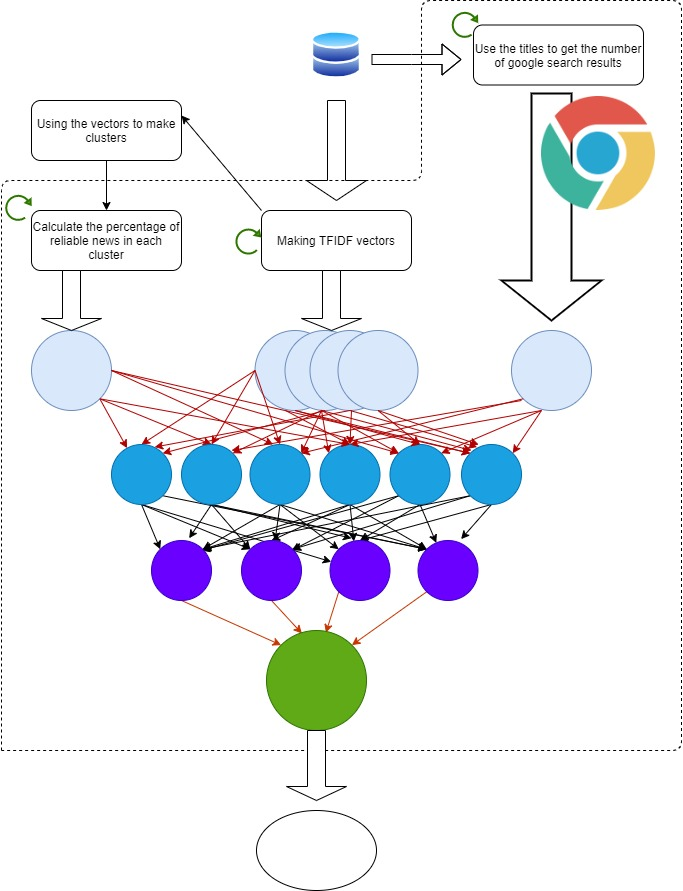 Use the titles to get the number
of google search results
Using the vectors to make
clusters
Calculate the percentage of
reliable news in each
cluster
Making TFIDF vectors